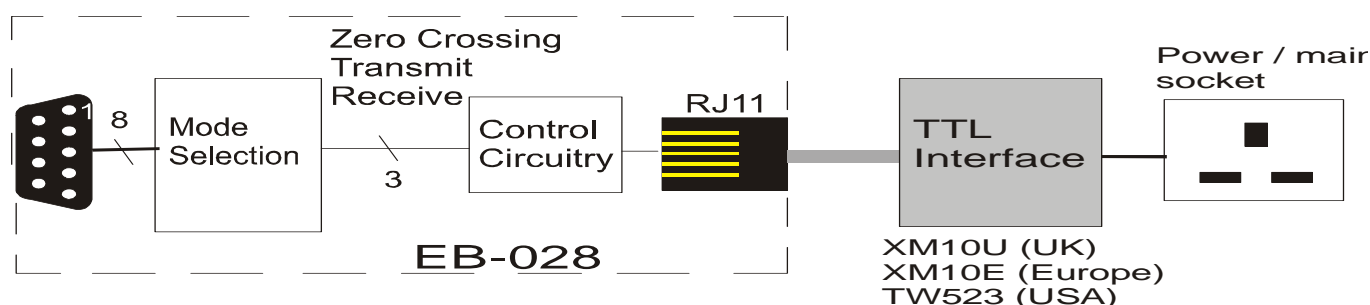 Zero Crossing
Transmit
Receive
1
8
Mode
Selection
3
Control
Circuitry
RJ11
EB-028
TTL
Interface
Power / main
socket
XM10U (UK)
XM10E (Europe)
TW523 (USA)